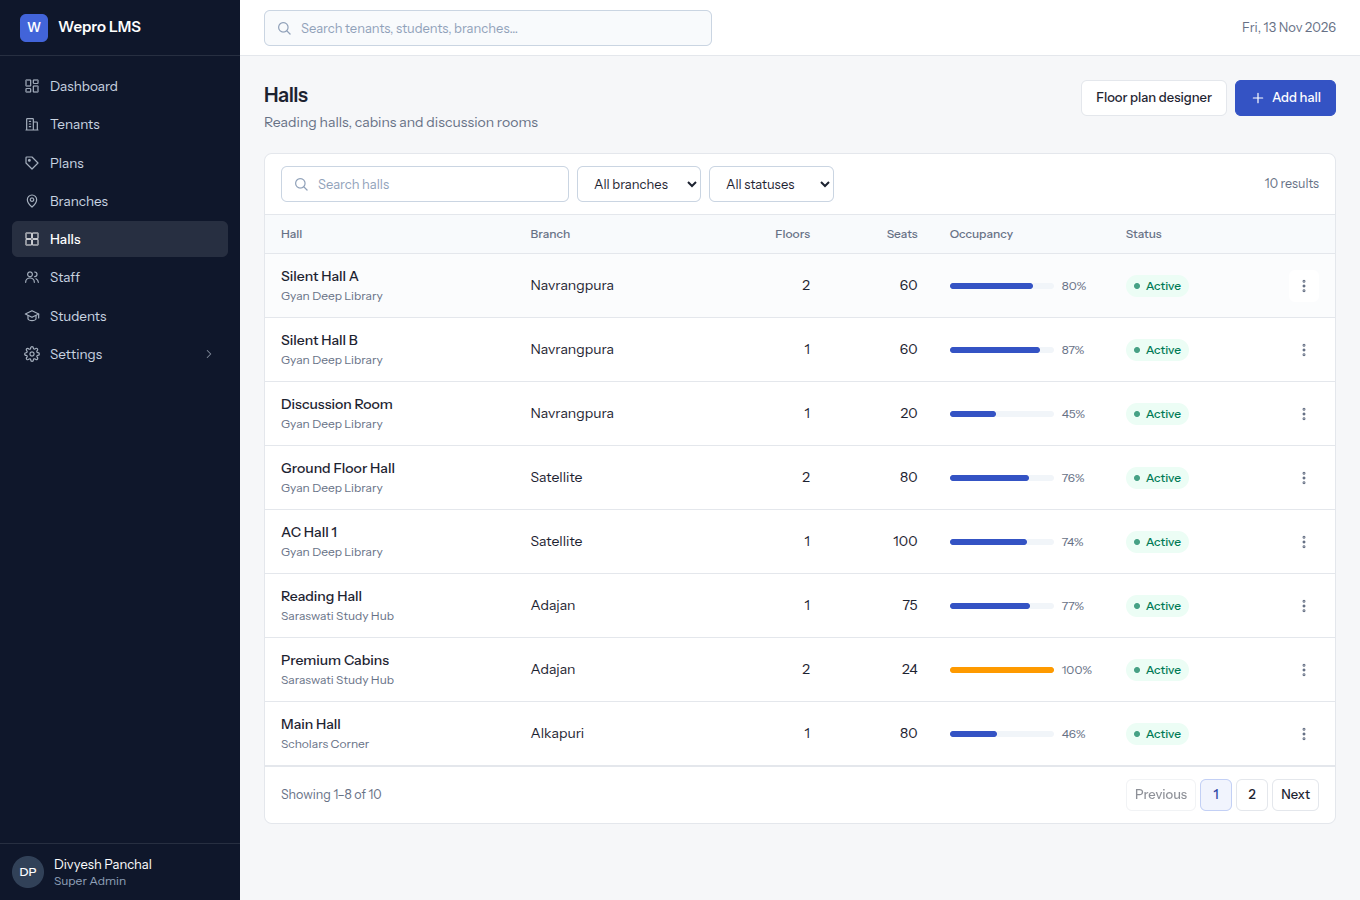 W Wepro LMS
Search tenants, students, branches...
Fri, 13 Nov 2026
Dashboard
Tenants
Plans
Branches
Halls
Staff
Students
Settings
DP
Divyesh Panchal
Super Admin
Halls
Reading halls, cabins and discussion rooms
Floor plan designer
Add hall
Search halls
All branches
All statuses
10 results
Hall Branch Floors Seats Occupancy Status
Silent Hall A
Gyan Deep Library
Navrangpura 2 60 80% Active
Silent Hall B
Gyan Deep Library
Navrangpura 1 60 87% Active
Discussion Room
Gyan Deep Library
Navrangpura 1 20 45% Active
Ground Floor Hall
Gyan Deep Library
Satellite 2 80 76% Active
AC Hall 1
Gyan Deep Library
Satellite 1 100 74% Active
Reading Hall
Saraswati Study Hub
Adajan 1 75 77% Active
Premium Cabins
Saraswati Study Hub
Adajan 2 24 100% Active
Main Hall
Scholars Corner
Alkapuri 1 80 46% Active
Showing 1–8 of 10
Previous 1 2 Next